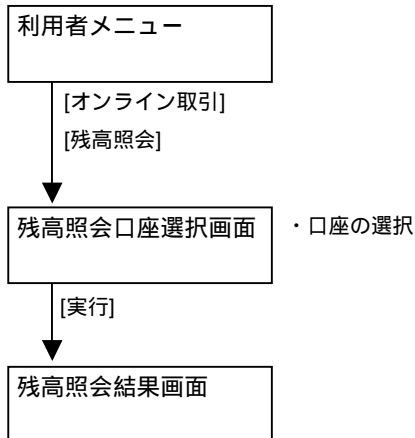 利用者メニュー
[オンライン取引]
[残高照会]
残高照会口座選択画面
・口座の選択
[実行]
残高照会結果画面